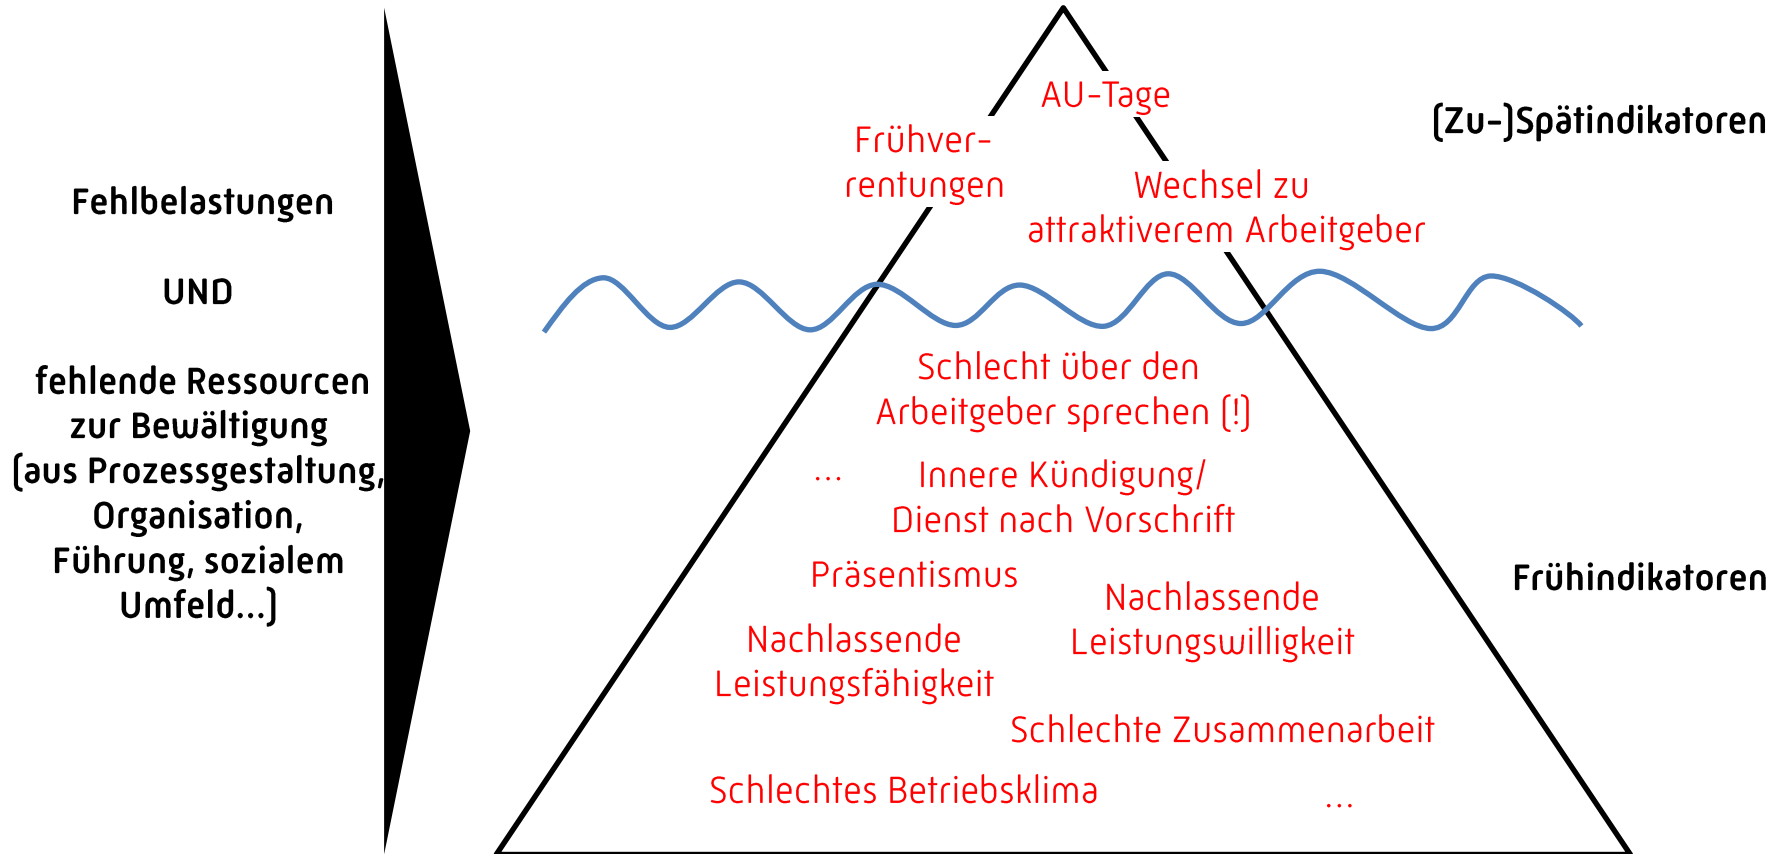 Fehlbelastungen
UND
fehlende Ressourcen
zur Bewältigung
(aus Prozessgestaltung,
Organisation,
Führung, sozialem
Umfeld...)
AU-Tage
Frühver-
rentungen
Wechsel zu
attraktiverem Arbeitgeber
(Zu-)Spätindikatoren
Schlecht über den
Arbeitgeber sprechen (!)
...
Innere Kündigung/
Dienst nach Vorschrift
Präsentismus
Nachlassende
Leistungswilligkeit
Nachlassende
Leistungsfähigkeit
Schlechte Zusammenarbeit
Schlechtes Betriebsklima
...
Frühindikatoren